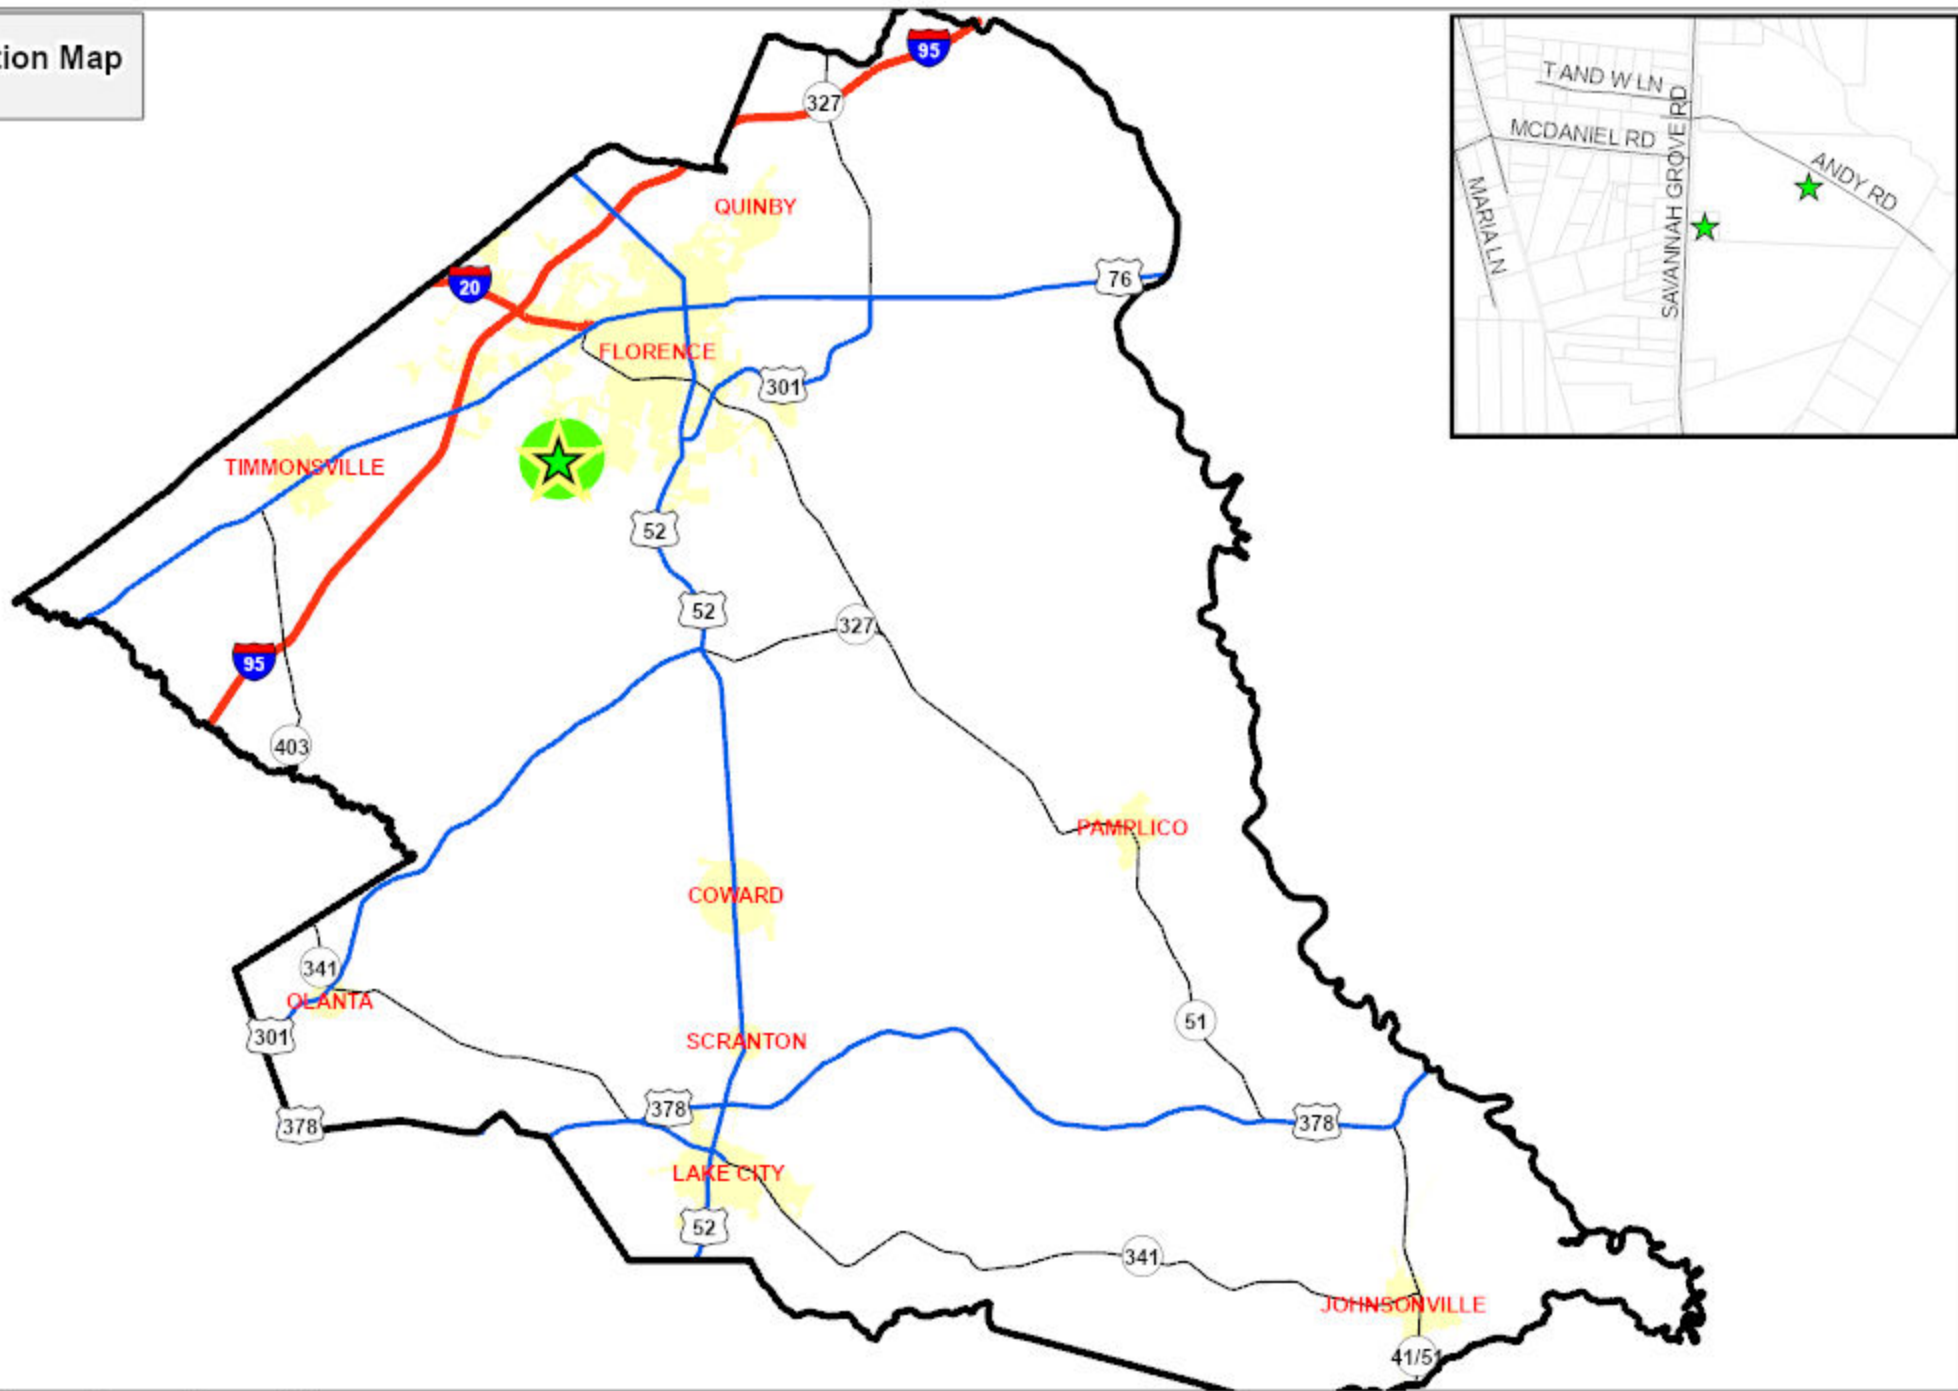 tion Map
95
327
QUINBY
20
76
FLORENCE
301
TIMMONSVILLE
52
52
327
95
403
PAMPLICO
COWARD
341
OLANTA
301
51
SCRANTON
378
378
378
LAKE CITY
52
341
JOHNSONVILLE
41/51
T AND W LN
MCDANIEL RD
SAVANNAH GROVE RD
ANDY RD
MARIA LN